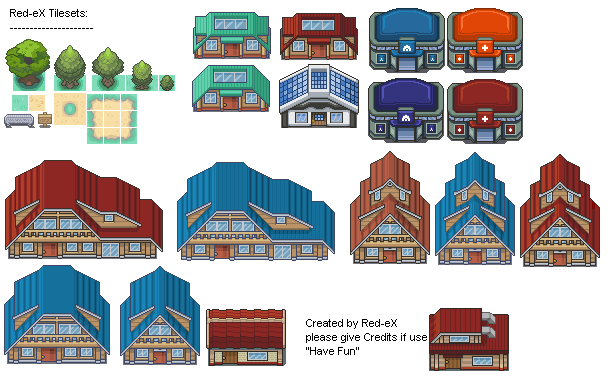 Red-eX Tilesets:
---------------------
Created by Red-eX
please give Credits if use
"Have Fun"